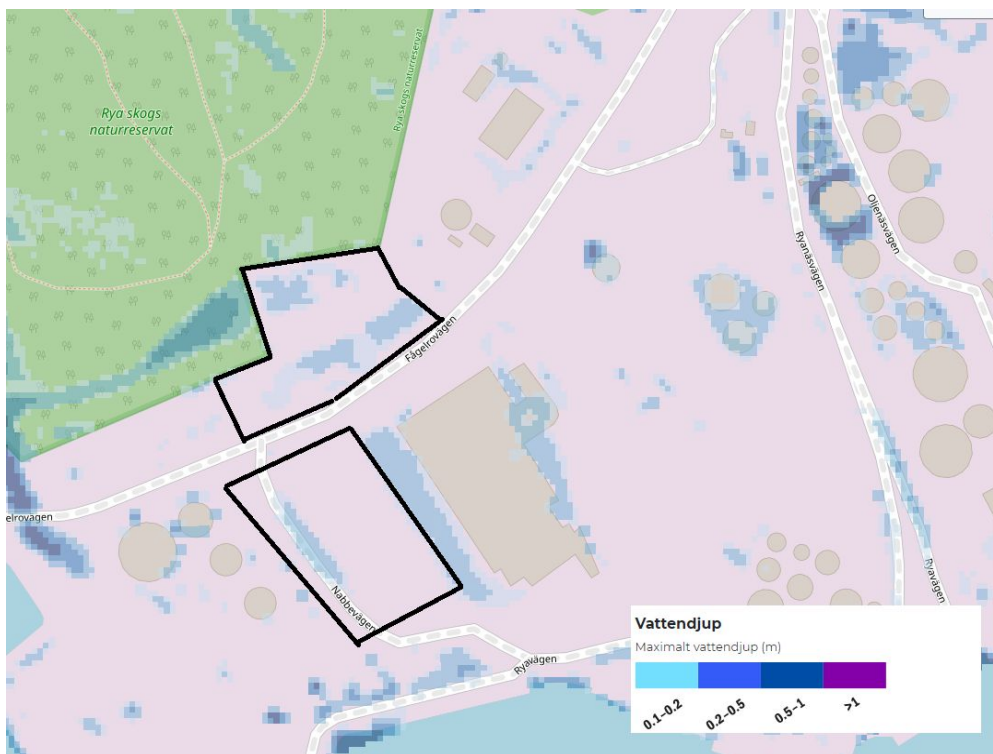 Rya skogs
naturreservat
Rya skogs naturreservat
Oljenäsvägen
Ryanäsvägen
Fågelrovägen
elrovägen
Nabbevägen
Ryavägen
Ryavägen
Vattendjup
Maximalt vattendjup (m)
0.1-0.2
0.2-0.5
0.5-1
>1